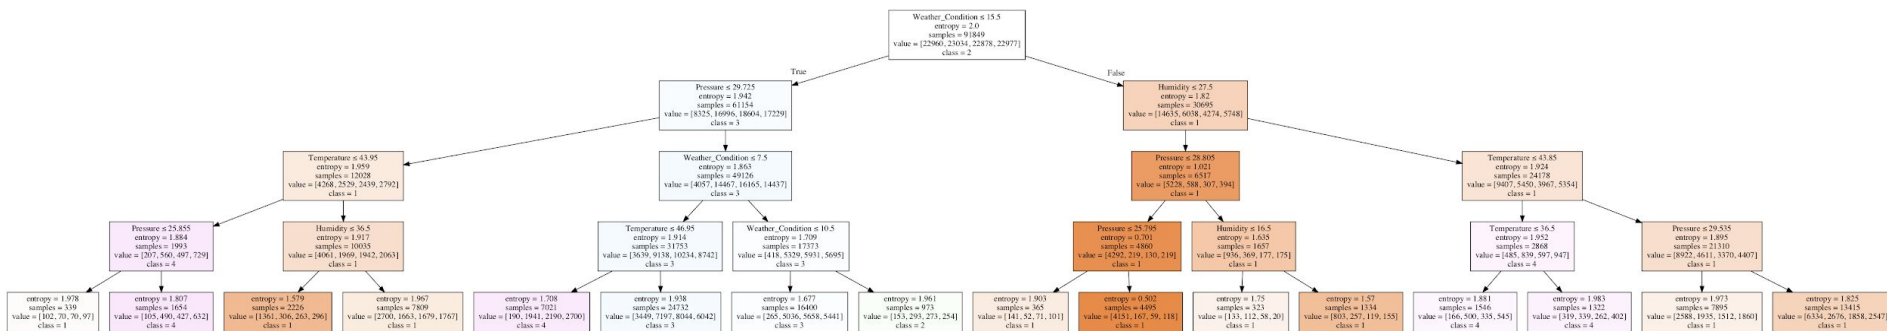 Weather_Condition ≤ 15.5
entropy = 2.0
samples = 91849
value = [22960, 23034, 22878, 22977]
class = 2
True
False
Pressure ≤ 29.725
entropy = 1.942
samples = 61154
value = [8325, 16996, 18604, 17229]
class = 3
Humidity ≤ 27.5
entropy = 1.82
samples = 30695
value = [14635, 6038, 4274, 5748]
class = 1
Temperature ≤ 43.95
entropy = 1.959
samples = 12028
value = [4268, 2529, 2439, 2792]
class = 1
Weather_Condition ≤ 7.5
entropy = 1.863
samples = 49126
value = [4057, 14467, 16165, 14437]
class = 3
Pressure ≤ 28.805
entropy = 1.021
samples = 6517
value = [5228, 588, 307, 394]
class = 1
Temperature ≤ 43.85
entropy = 1.924
samples = 24178
value = [9407, 5450, 3967, 5354]
class = 1
Pressure ≤ 25.855
entropy = 1.884
samples = 1993
value = [207, 560, 497, 729]
class = 4
Humidity ≤ 36.5
entropy = 1.917
samples = 10035
value = [4061, 1969, 1942, 2063]
class = 1
Temperature ≤ 46.95
entropy = 1.914
samples = 31753
value = [3639, 9138, 10234, 8742]
class = 3
Weather_Condition ≤ 10.5
entropy = 1.709
samples = 17373
value = [418, 5329, 5931, 5695]
class = 3
Pressure ≤ 25.795
entropy = 0.701
samples = 4860
value = [4292, 219, 130, 219]
class = 1
Humidity ≤ 16.5
entropy = 1.635
samples = 1657
value = [936, 369, 177, 175]
class = 1
Temperature ≤ 36.5
entropy = 1.952
samples = 2868
value = [485, 839, 597, 947]
class = 4
Pressure ≤ 29.535
entropy = 1.895
samples = 21310
value = [8922, 4611, 3370, 4407]
class = 1
entropy = 1.978
samples = 339
value = [102, 70, 70, 97]
class = 1
entropy = 1.807
samples = 1654
value = [105, 490, 427, 632]
class = 4
entropy = 1.579
samples = 2226
value = [1361, 306, 263, 296]
class = 1
entropy = 1.967
samples = 7809
value = [2700, 1663, 1679, 1767]
class = 1
entropy = 1.708
samples = 7021
value = [190, 1941, 2190, 2700]
class = 4
entropy = 1.938
samples = 24732
value = [3449, 7197, 8044, 6042]
class = 3
entropy = 1.677
samples = 16400
value = [265, 5036, 5658, 5441]
class = 3
entropy = 1.961
samples = 973
value = [153, 293, 273, 254]
class = 2
entropy = 1.903
samples = 365
value = [141, 52, 71, 101]
class = 1
entropy = 0.502
samples = 4495
value = [4151, 167, 59, 118]
class = 1
entropy = 1.75
samples = 323
value = [133, 112, 58, 20]
class = 1
entropy = 1.57
samples = 1334
value = [803, 257, 119, 155]
class = 1
entropy = 1.881
samples = 1546
value = [166, 500, 335, 545]
class = 4
entropy = 1.983
samples = 1322
value = [319, 339, 262, 402]
class = 4
entropy = 1.973
samples = 7895
value = [2588, 1935, 1512, 1860]
class = 1
entropy = 1.825
samples = 13415
value = [6334, 2676, 1858, 2547]
class = 1